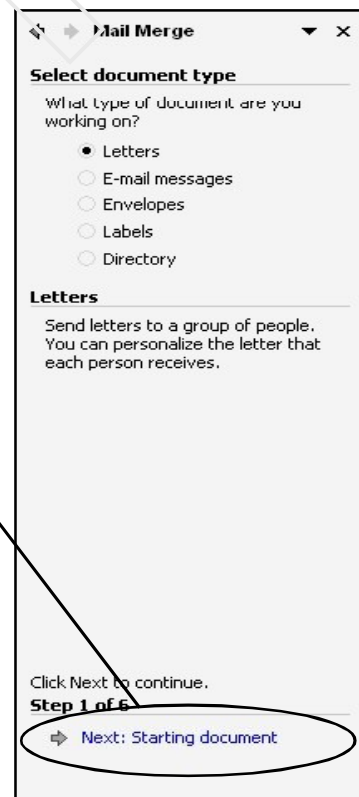 Mail Merge
Select document type
What type of document are you
working on?
Letters
E-mail messages
Envelopes
Labels
Directory
Letters
Send letters to a group of people.
You can personalize the letter that
each person receives.
Click Next to continue.
Step 1 of 6
Next: Starting document